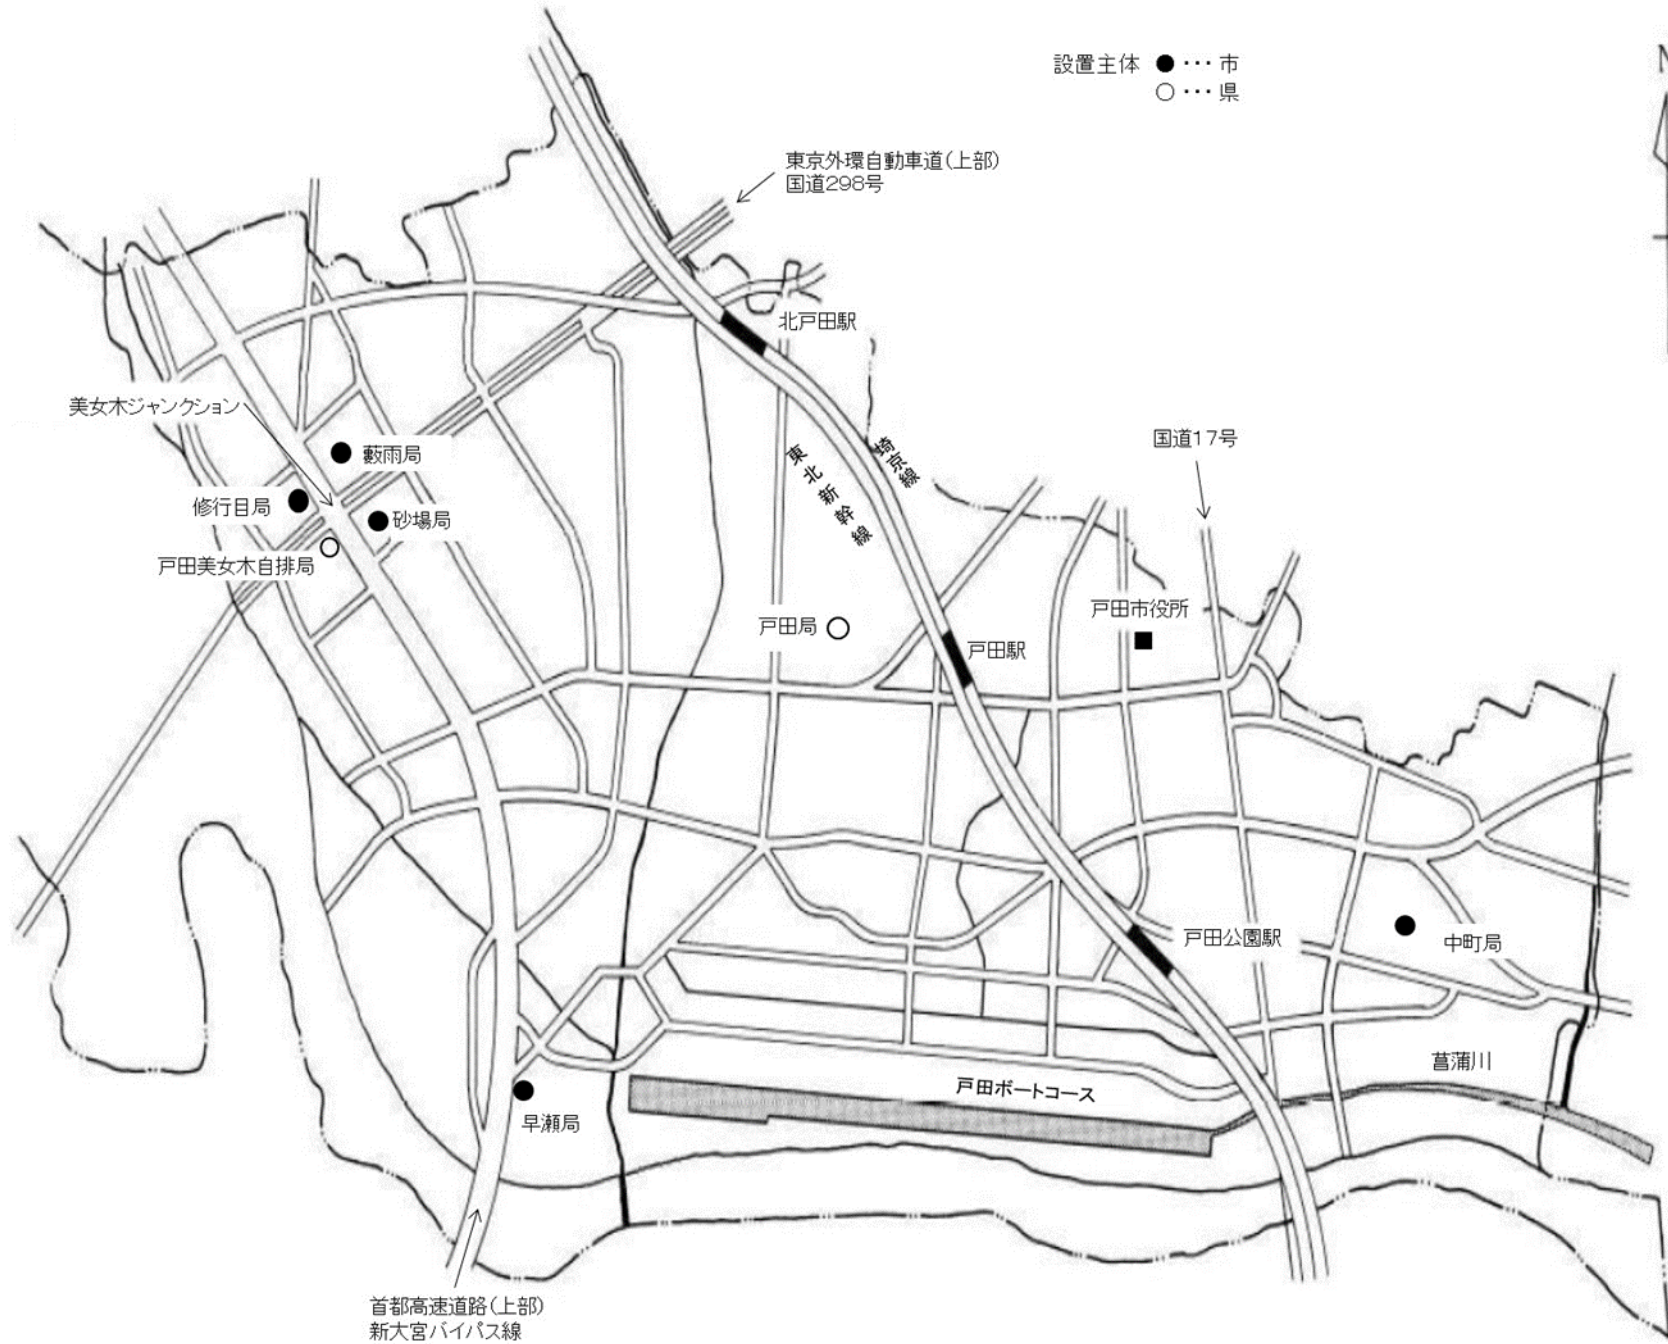 設置主体 ●･･･市
○･･･県
N
東京外環自動車道(上部)
国道298号
北戸田駅
美女木ジャンクション
国道17号
藪雨局
埼京線
東北新幹線
修行目局
砂場局
戸田美女木自排局
戸田市役所
戸田局
戸田駅
戸田公園駅
中町局
菖蒲川
戸田ボートコース
早瀬局
首都高速道路(上部)
新大宮バイパス線